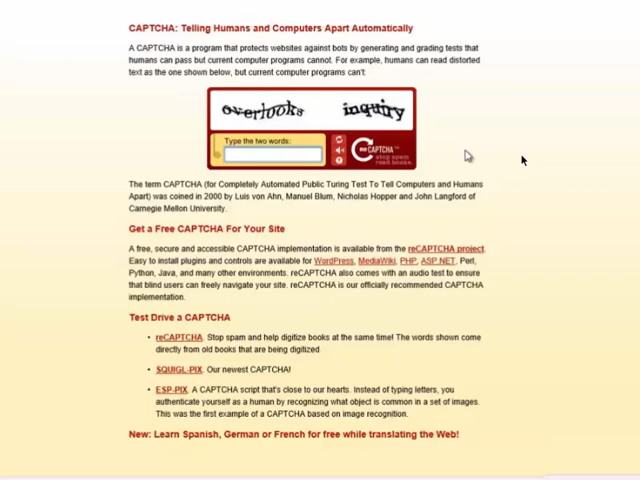 CAPTCHA: Telling Humans and Computers Apart Automatically
A CAPTCHA is a program that protects websites against bots by generating and grading tests that
humans can pass but current computer programs cannot. For example, humans can read distorted
text as the one shown below, but current computer programs can't:
overlooks inquiry
Type the two words:
reCAPTCHA™
stop spam.
read books.
The term CAPTCHA (for Completely Automated Public Turing Test To Tell Computers and Humans
Apart) was coined in 2000 by Luis von Ahn, Manuel Blum, Nicholas Hopper and John Langford of
Carnegie Mellon University.
Get a Free CAPTCHA For Your Site
A free, secure and accessible CAPTCHA implementation is available from the reCAPTCHA project.
Easy to install plugins and controls are available for WordPress, MediaWiki, PHP, ASP.NET, Perl,
Python, Java, and many other environments. reCAPTCHA also comes with an audio test to ensure
that blind users can freely navigate your site. reCAPTCHA is our officially recommended CAPTCHA
implementation.
Test Drive a CAPTCHA
• reCAPTCHA. Stop spam and help digitize books at the same time! The words shown come
directly from old books that are being digitized.
• SQUIGL-PIX. Our newest CAPTCHA!
• ESP-PIX. A CAPTCHA script that's close to our hearts. Instead of typing letters, you
authenticate yourself as a human by recognizing what object is common in a set of images.
This was the first example of a CAPTCHA based on image recognition.
New: Learn Spanish, German or French for free while translating the Web!